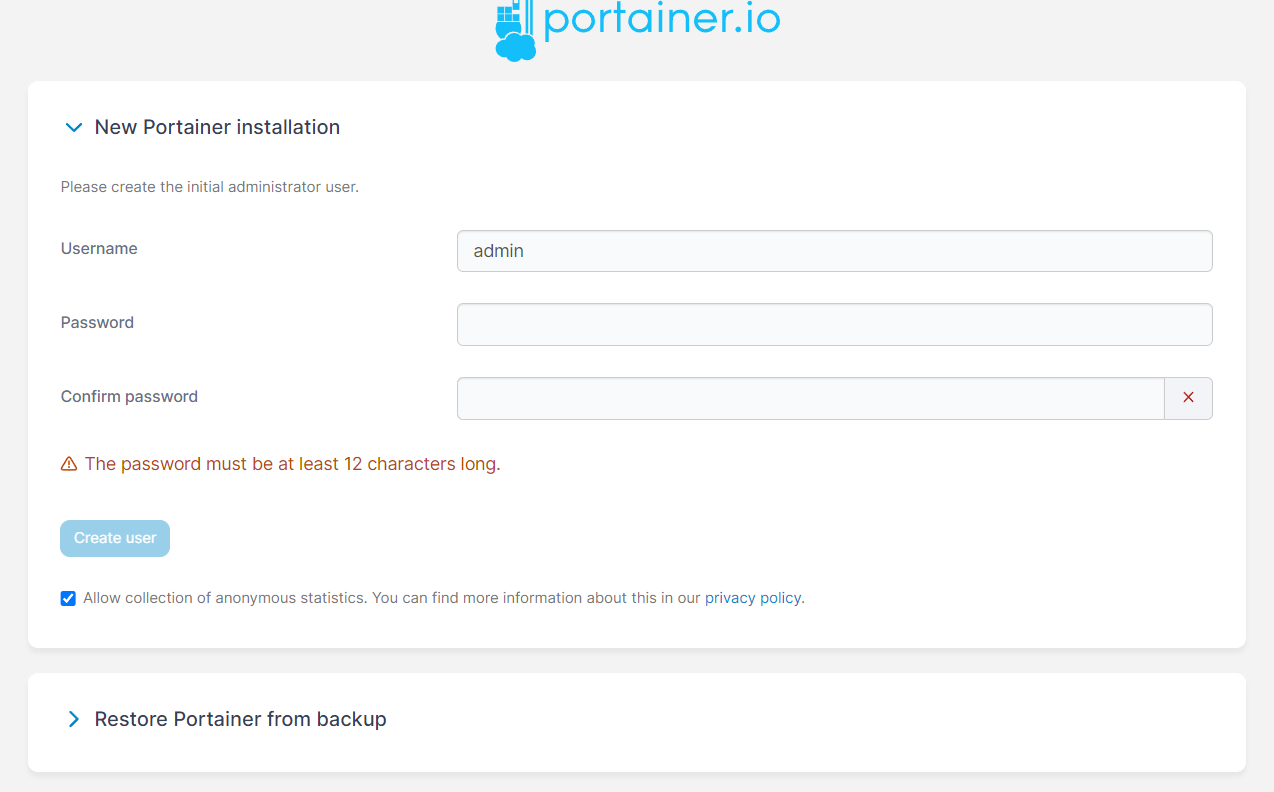 portainer.io
New Portainer installation
Please create the initial administrator user.
Username
admin
Password
Confirm password
The password must be at least 12 characters long.
Create user
Allow collection of anonymous statistics. You can find more information about this in our privacy policy.
Restore Portainer from backup